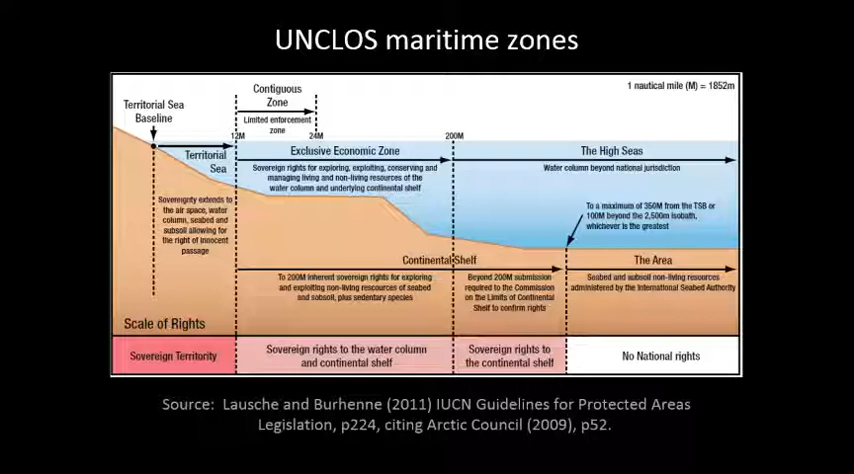 UNCLOS maritime zones
1 nautical mile (M) = 1852m
Contiguous
Zone
Limited enforcement
zone
Territorial Sea
Baseline
12M
24M
200M
Territorial
Sea
Exclusive Economic Zone
Sovereign rights for exploring, exploiting, conserving and
managing living and non-living resources of the
water column and underlying continental shelf
The High Seas
Water column beyond national jurisdiction
Sovereignty extends to
the air space, water
column, seabed and
subsoil allowing for
the right of innocent
passage
To a maximum of 350M from the TSB or
100M beyond the 2,500m isobath,
whichever is the greatest
Continental Shelf
To 200M inherent sovereign rights for exploring
and exploiting non-living resources of seabed
and subsoil, plus sedentary species
Beyond 200M submission
required to the Commission
on the Limits of Continental
Shelf to confirm rights
The Area
Seabed and subsoil non-living resources
administered by the International Seabed Authority
Scale of Rights
Sovereign Territority
Sovereign rights to the water column
and continental shelf
Sovereign rights to
the continental shelf
No National rights
Source: Lausche and Burhenne (2011) IUCN Guidelines for Protected Areas
Legislation, p224, citing Arctic Council (2009), p52.